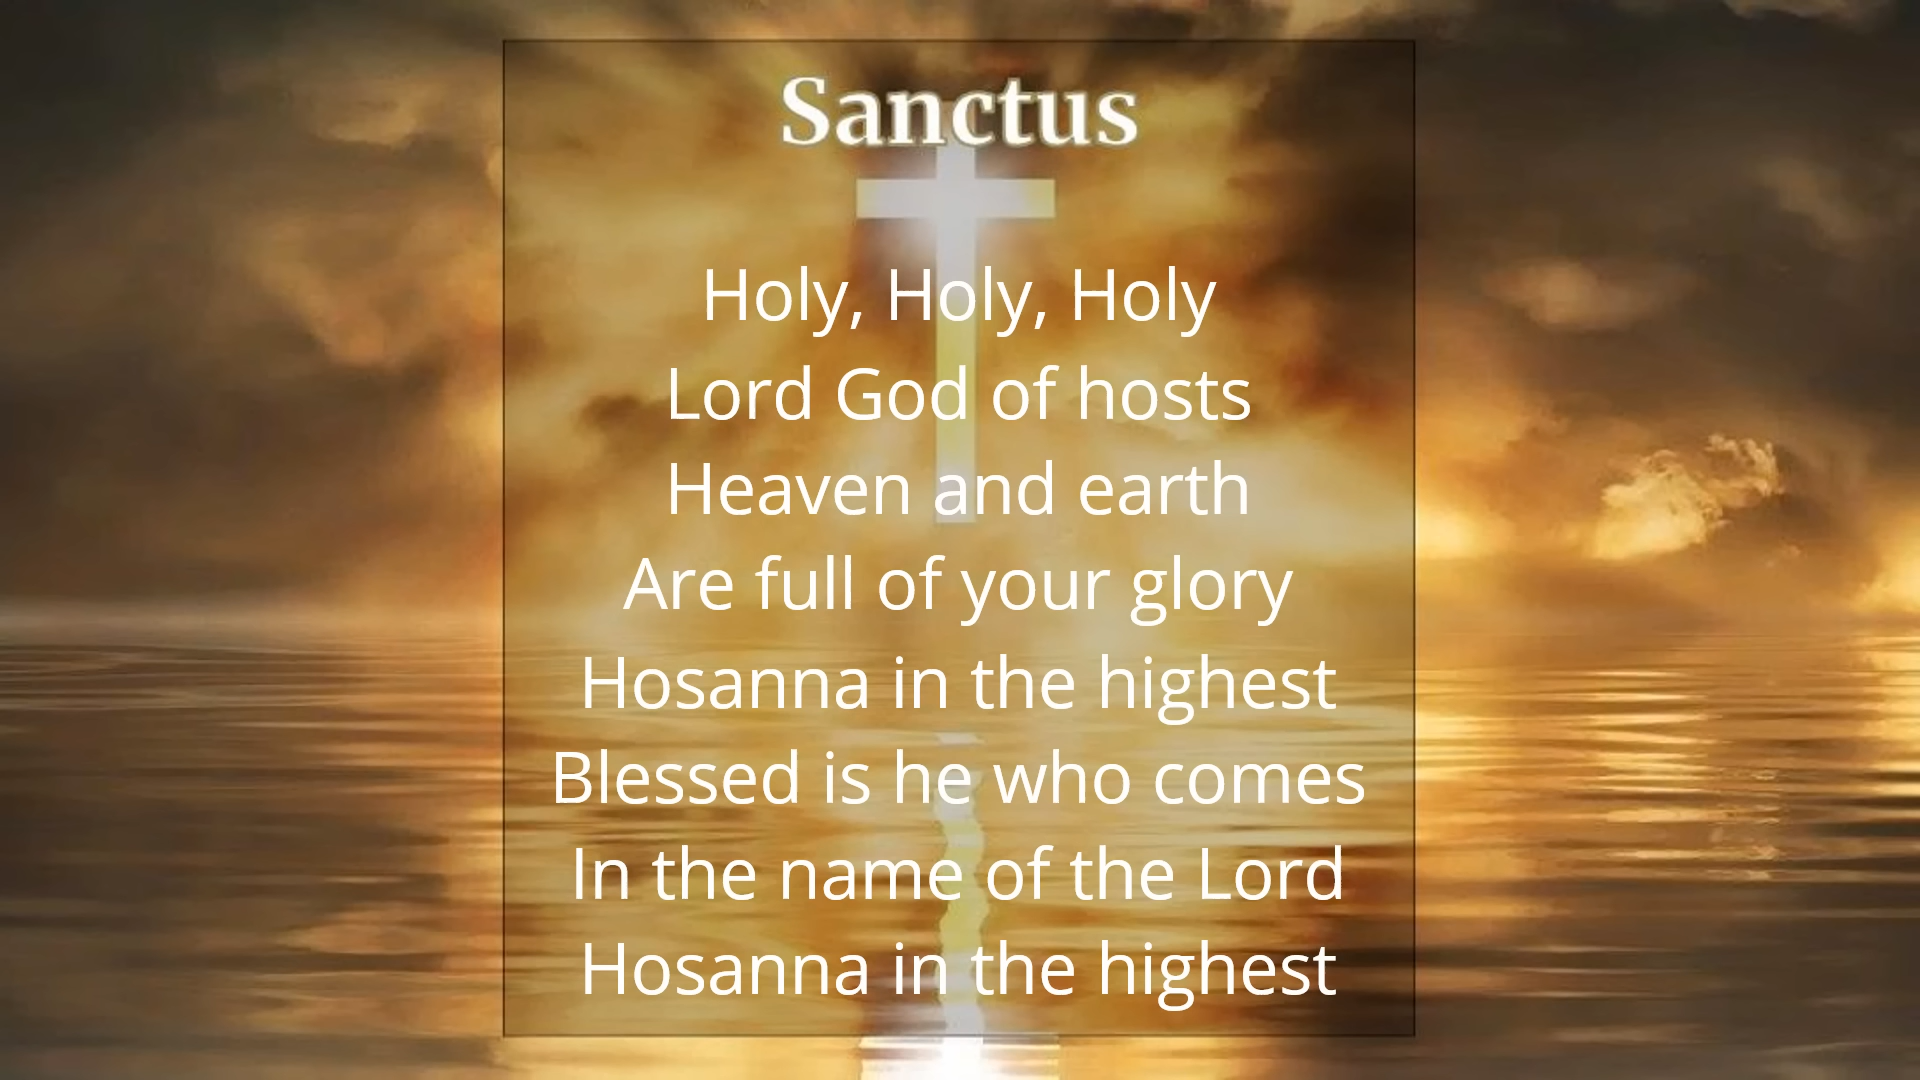 Sanctus
Holy, Holy, Holy
Lord God of hosts
Heaven and earth
Are full of your glory
Hosanna in the highest
Blessed is he who comes
In the name of the Lord
Hosanna in the highest